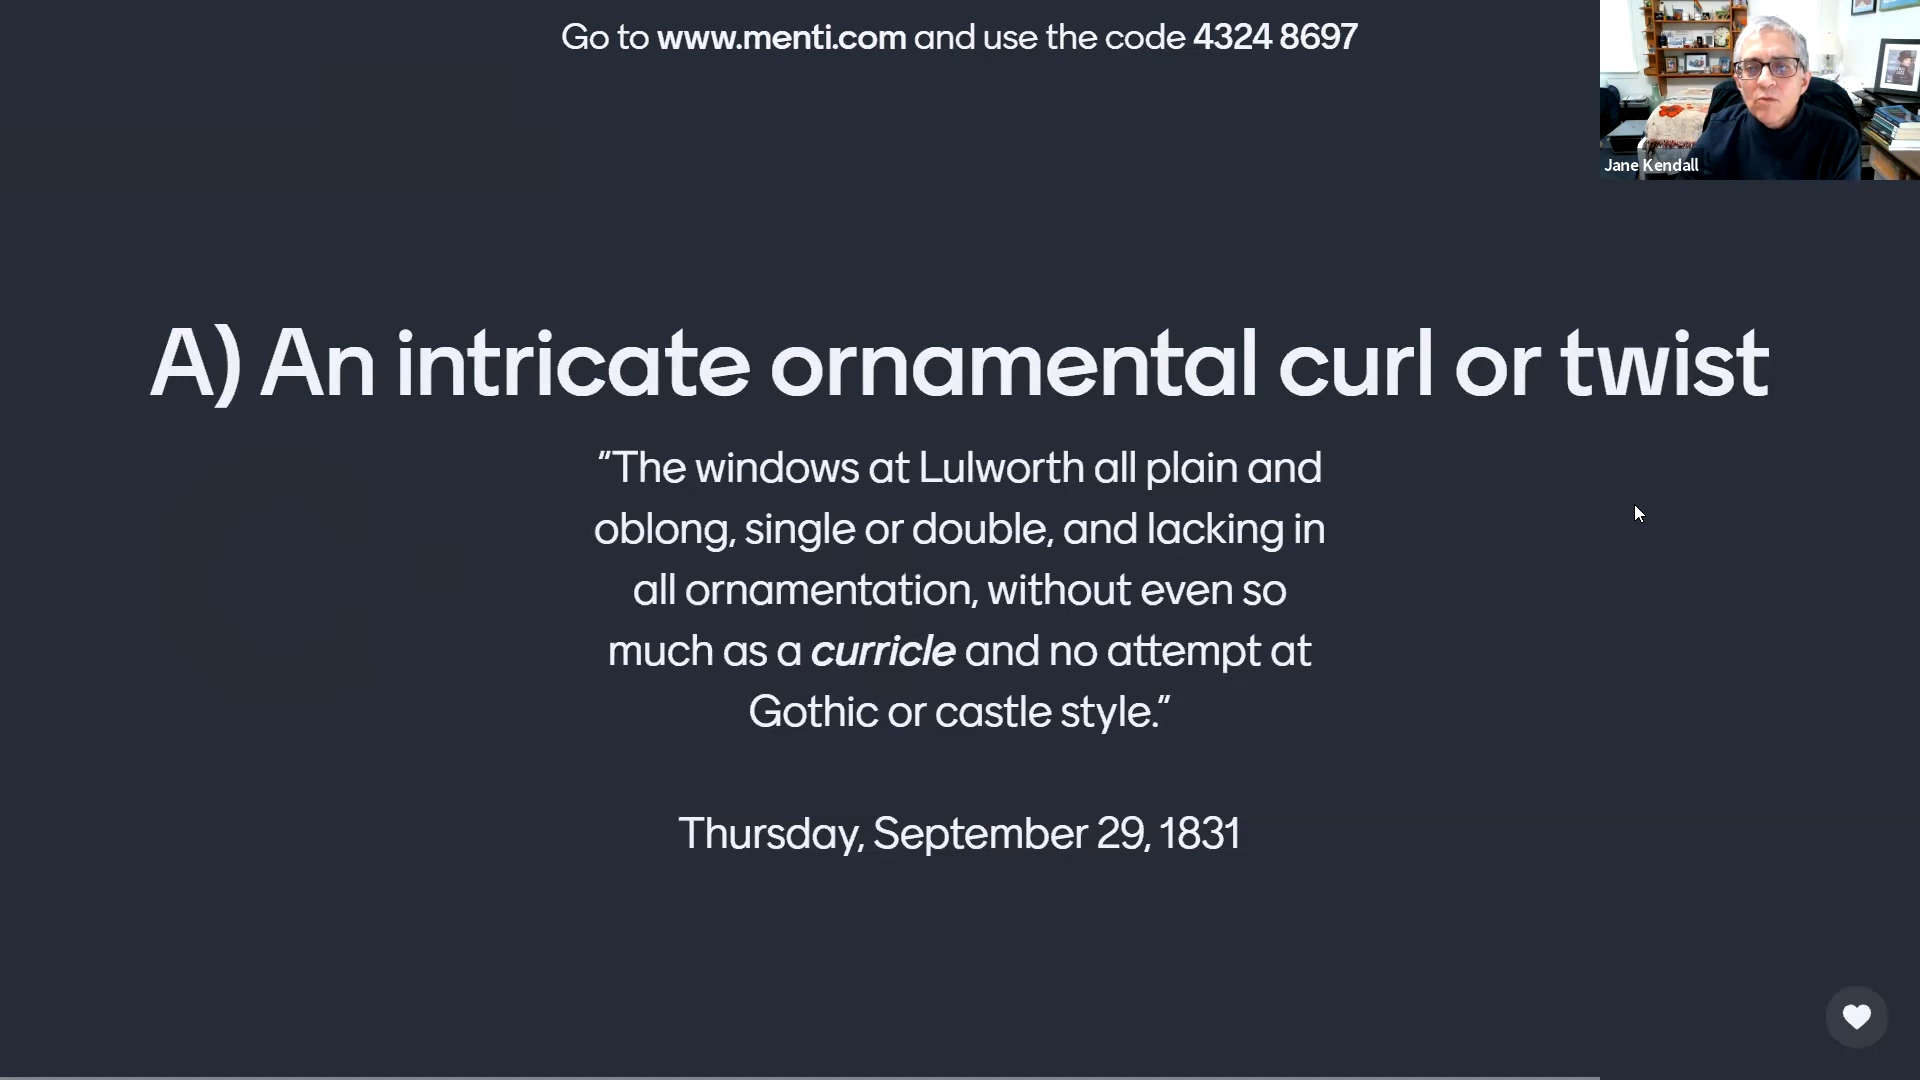 Go to www.menti.com and use the code 4324 8697
Jane Kendall
A) An intricate ornamental curl or twist
"The windows at Lulworth all plain and
oblong, single or double, and lacking in
all ornamentation, without even so
much as a curricle and no attempt at
Gothic or castle style."
Thursday, September 29, 1831